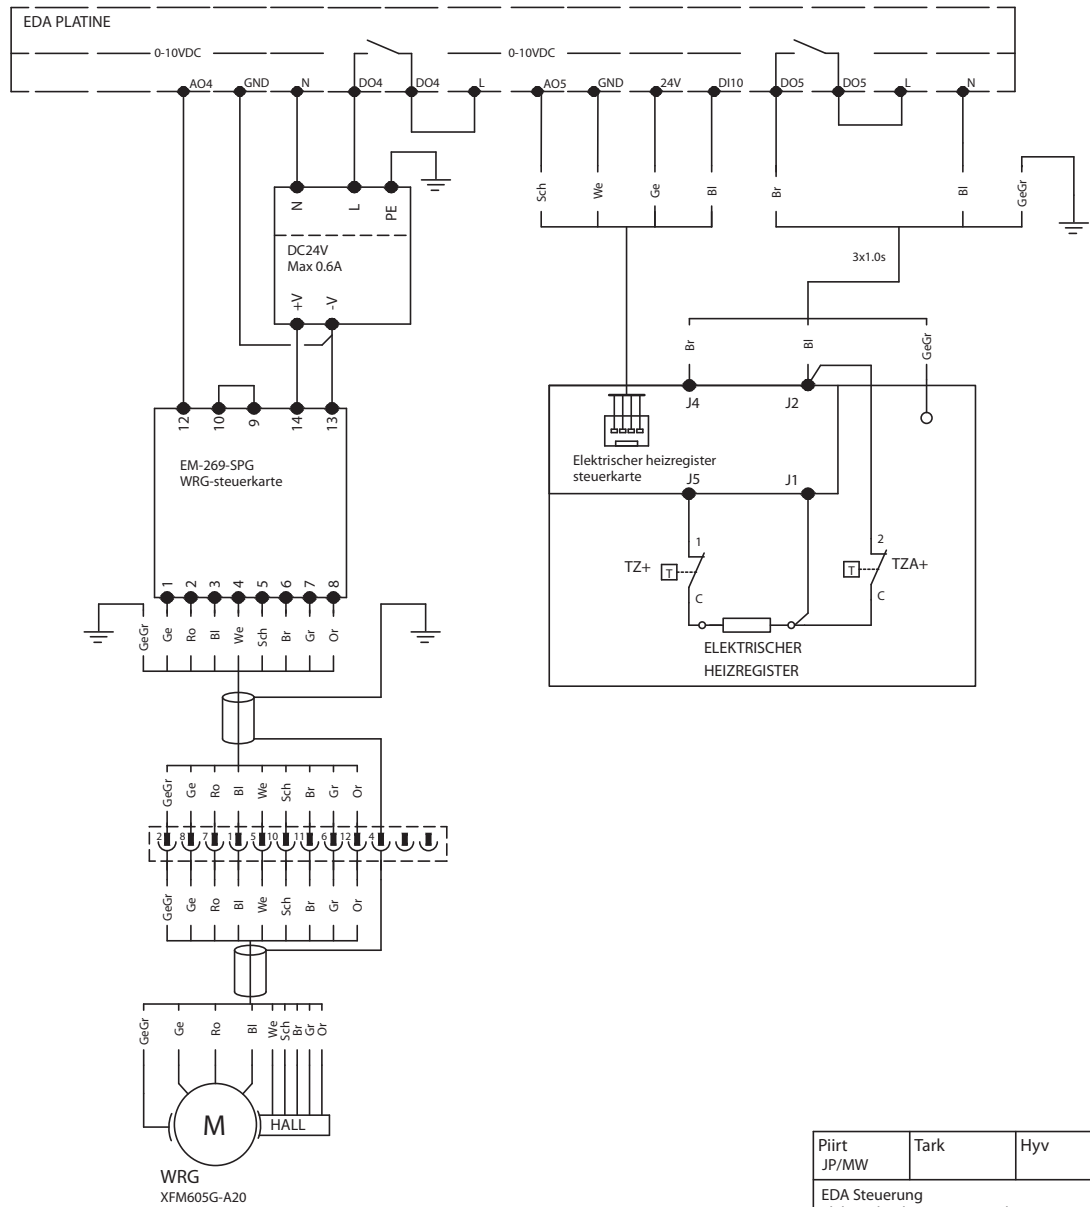 EDA PLATINE
0-10VDC
0-10VDC
AO4
GND
N
DO4
DO4
L
AO5
GND
24V
DI10
DO5
DO5
L
N
Sch
We
Ge
Bl
Br
Bl
GeGr
N
L
PE
DC24V
Max 0.6A
+V
-V
3x1.0s
Br
Bl
GeGr
12
10
9
14
13
J4
J2
EM-269-SPG
WRG-steuerkarte
Elektrischer heizregister
steuerkarte
J5
J1
1
2
3
4
5
6
7
8
1
TZ+
T
C
2
TZA+
T
C
ELEKTRISCHER
HEIZREGISTER
GeGr
Ge
Ro
Bl
We
Sch
Br
Gr
Or
GeGr
Ge
Ro
Bl
We
Sch
Br
Gr
Or
2
8
7
1
5
10
11
6
12
4
GeGr
Ge
Ro
Bl
We
Sch
Br
Gr
Or
GeGr
Ge
Ro
Bl
We
Sch
Br
Gr
Or
M
HALL
WRG
XFM605G-A20
Piirt
JP/MW
Tark
Hyv
EDA Steuerung